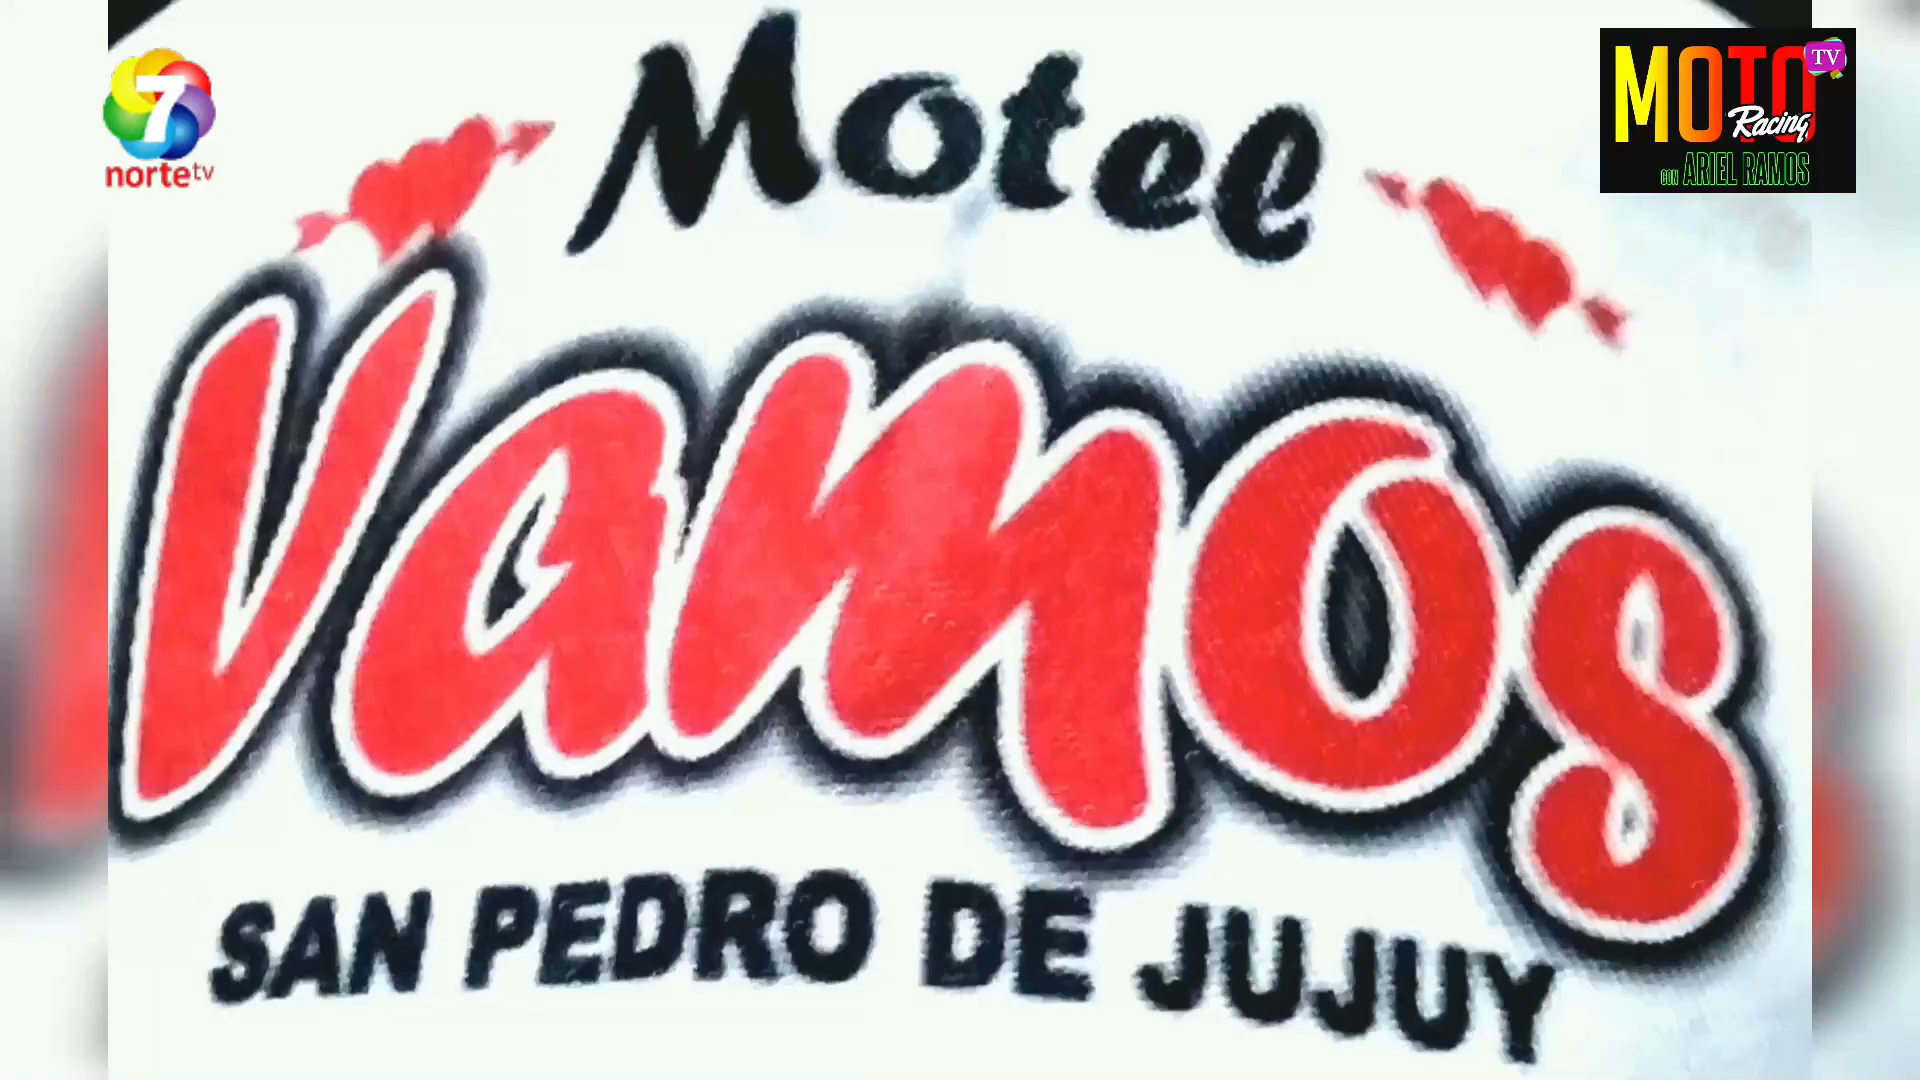 7
norte tv
MOTO TV
Racing
CON ARIEL RAMOS
Motel
Vamos
SAN PEDRO DE JUJUY